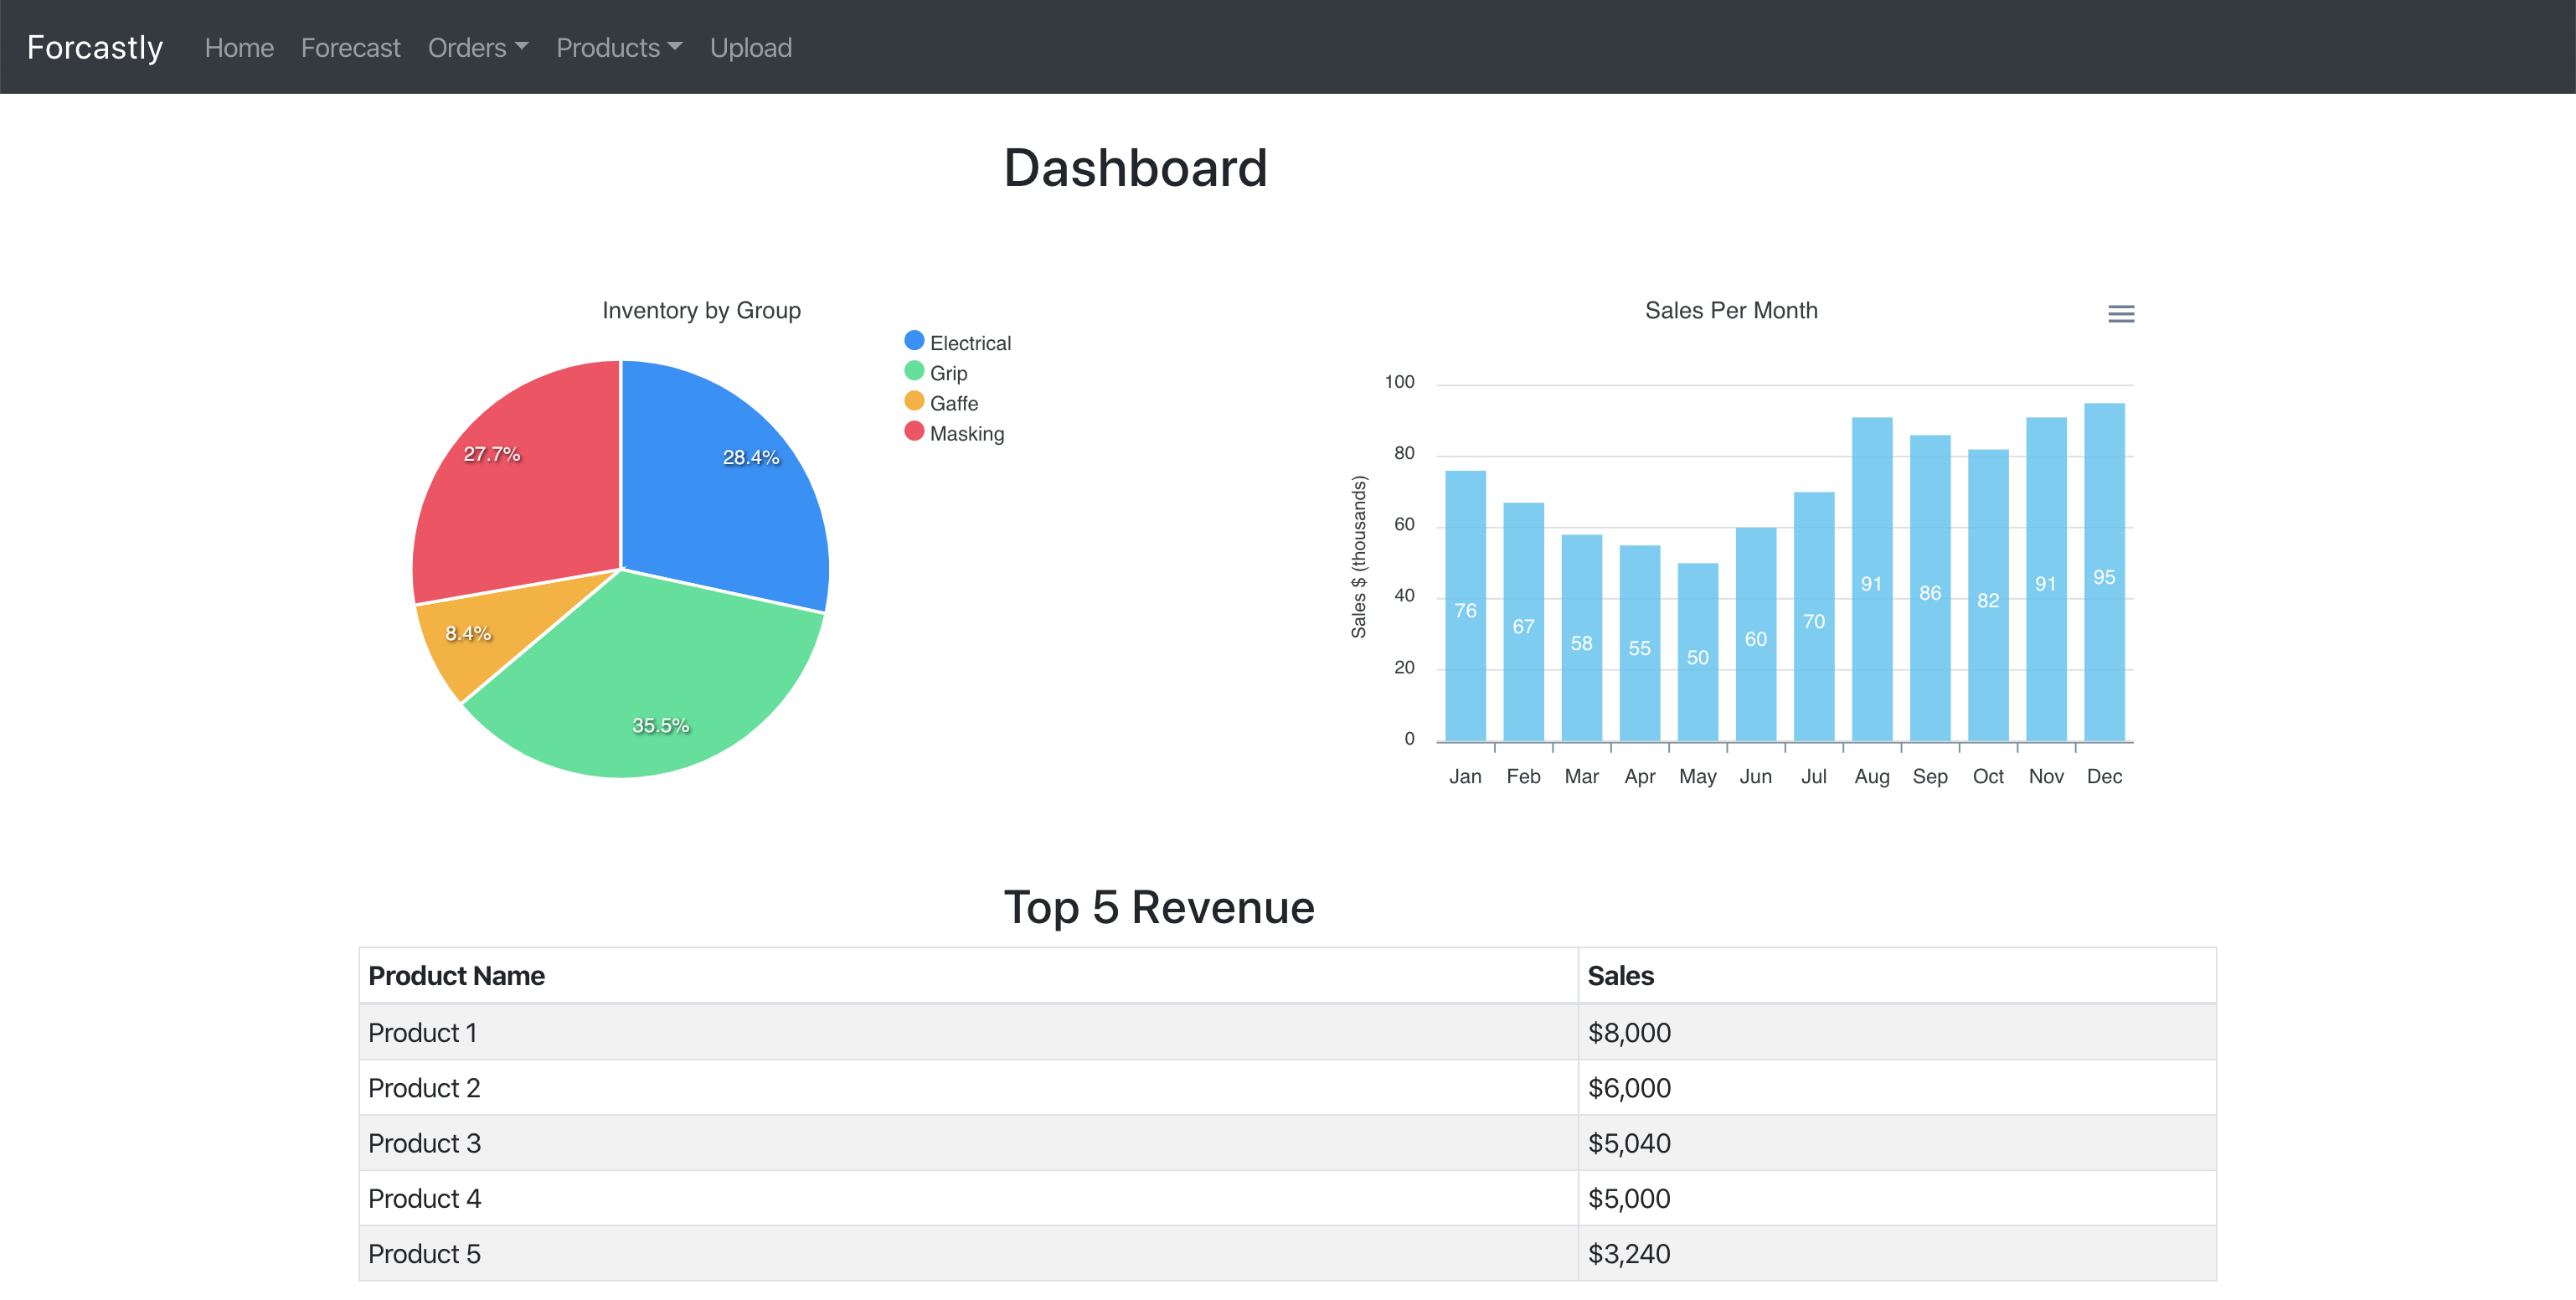 Forcastly Home Forecast Orders Products Upload
Dashboard
Inventory by Group
Electrical
Grip
Gaffe
Masking
27.7%
28.4%
8.4%
35.5%
Sales Per Month
Sales $ (thousands)
100
80
60
40
20
0
76 67 58 55 50 60 70 91 86 82 91 95
Jan Feb Mar Apr May Jun Jul Aug Sep Oct Nov Dec
Top 5 Revenue
Product Name Sales
Product 1 $8,000
Product 2 $6,000
Product 3 $5,040
Product 4 $5,000
Product 5 $3,240